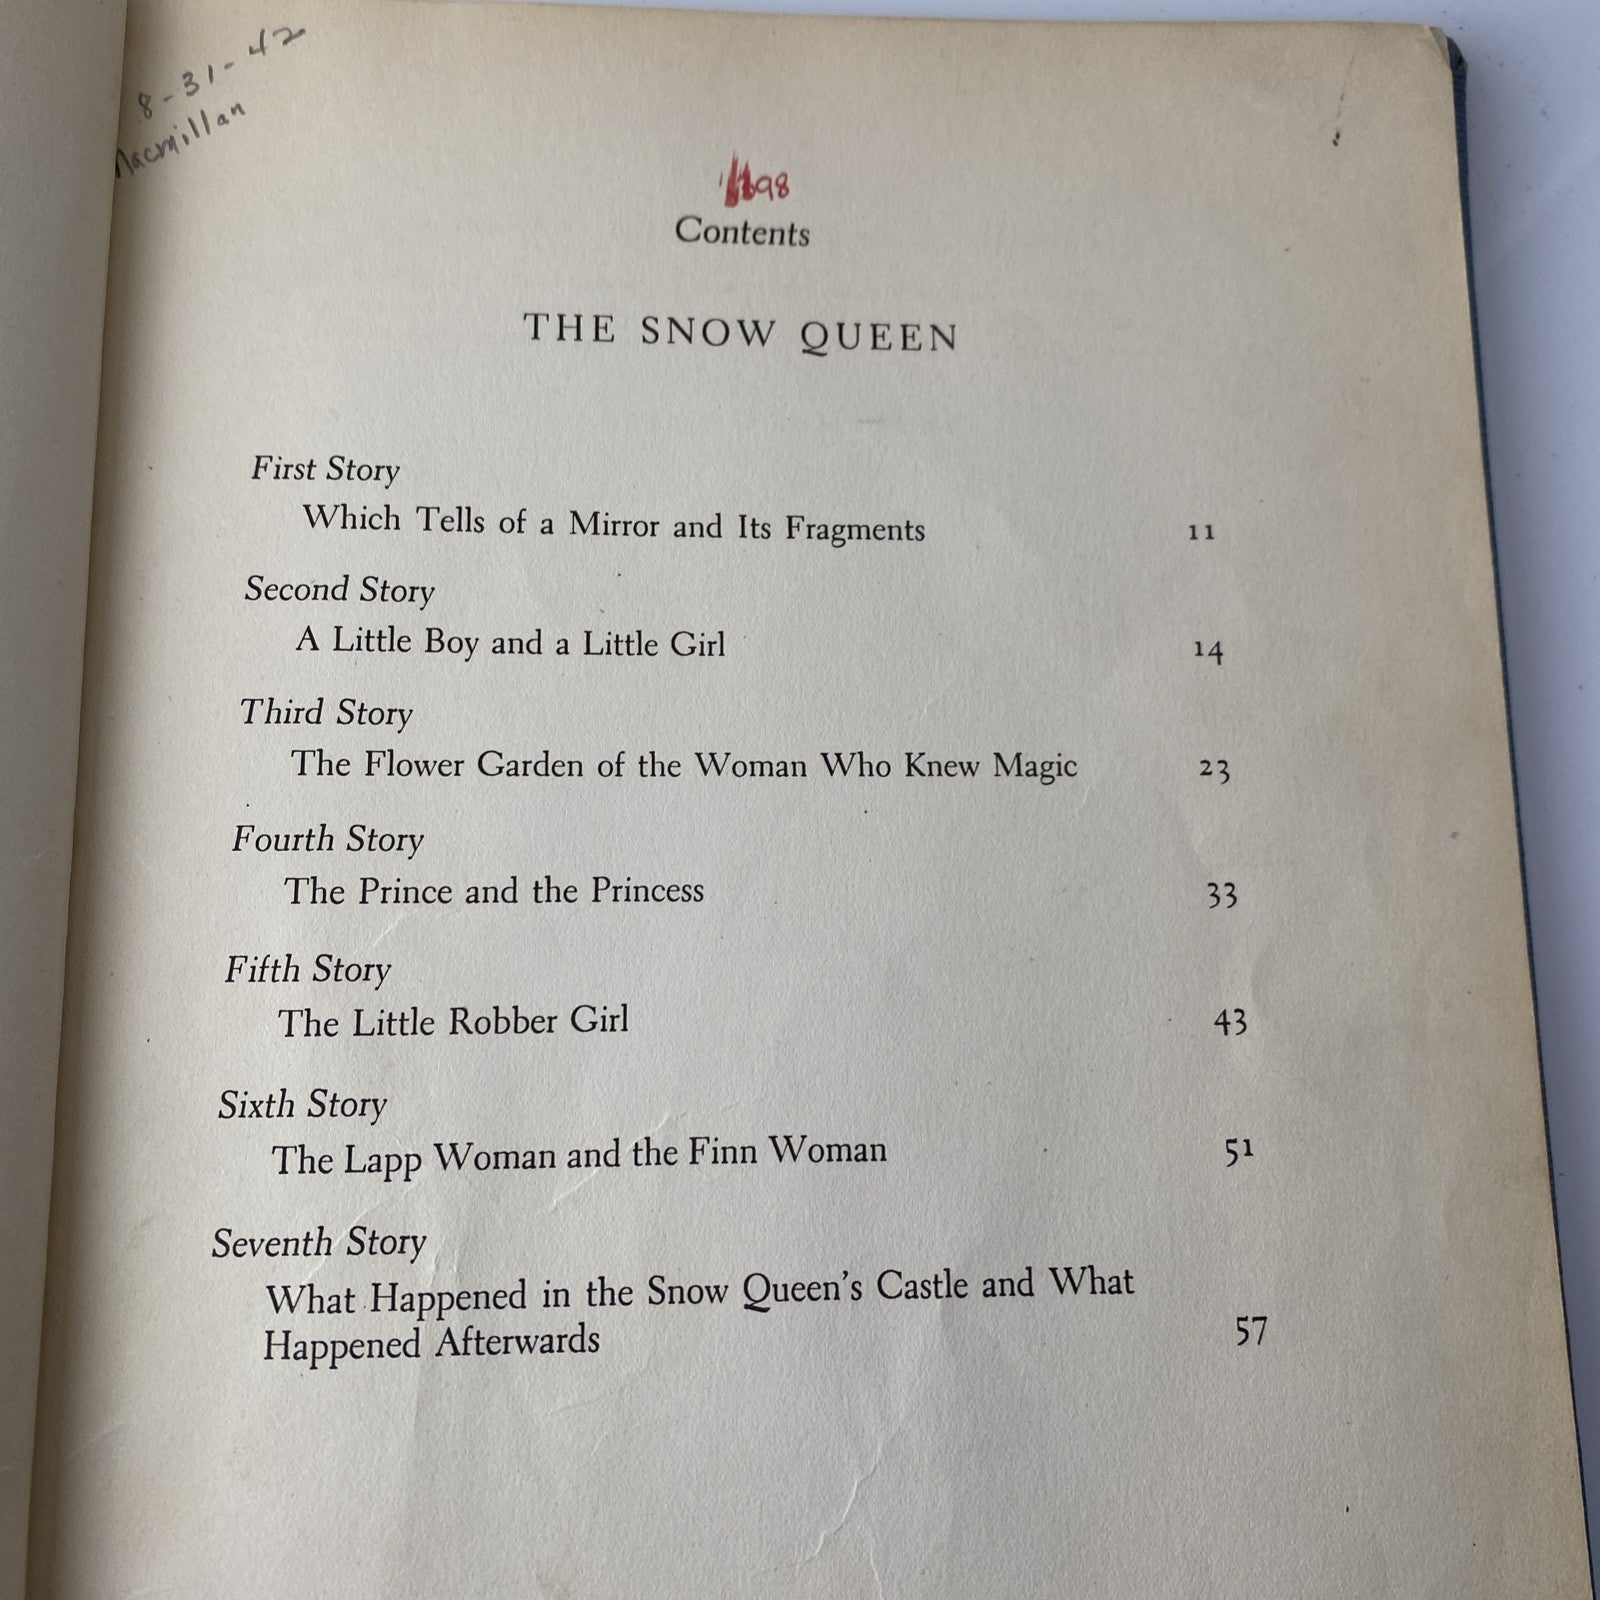 8-31-42
Macmillan
98
Contents
THE SNOW QUEEN
First Story
Which Tells of a Mirror and Its Fragments 11
Second Story
A Little Boy and a Little Girl 14
Third Story
The Flower Garden of the Woman Who Knew Magic 23
Fourth Story
The Prince and the Princess 33
Fifth Story
The Little Robber Girl 43
Sixth Story
The Lapp Woman and the Finn Woman 51
Seventh Story
What Happened in the Snow Queen's Castle and What
Happened Afterwards 57